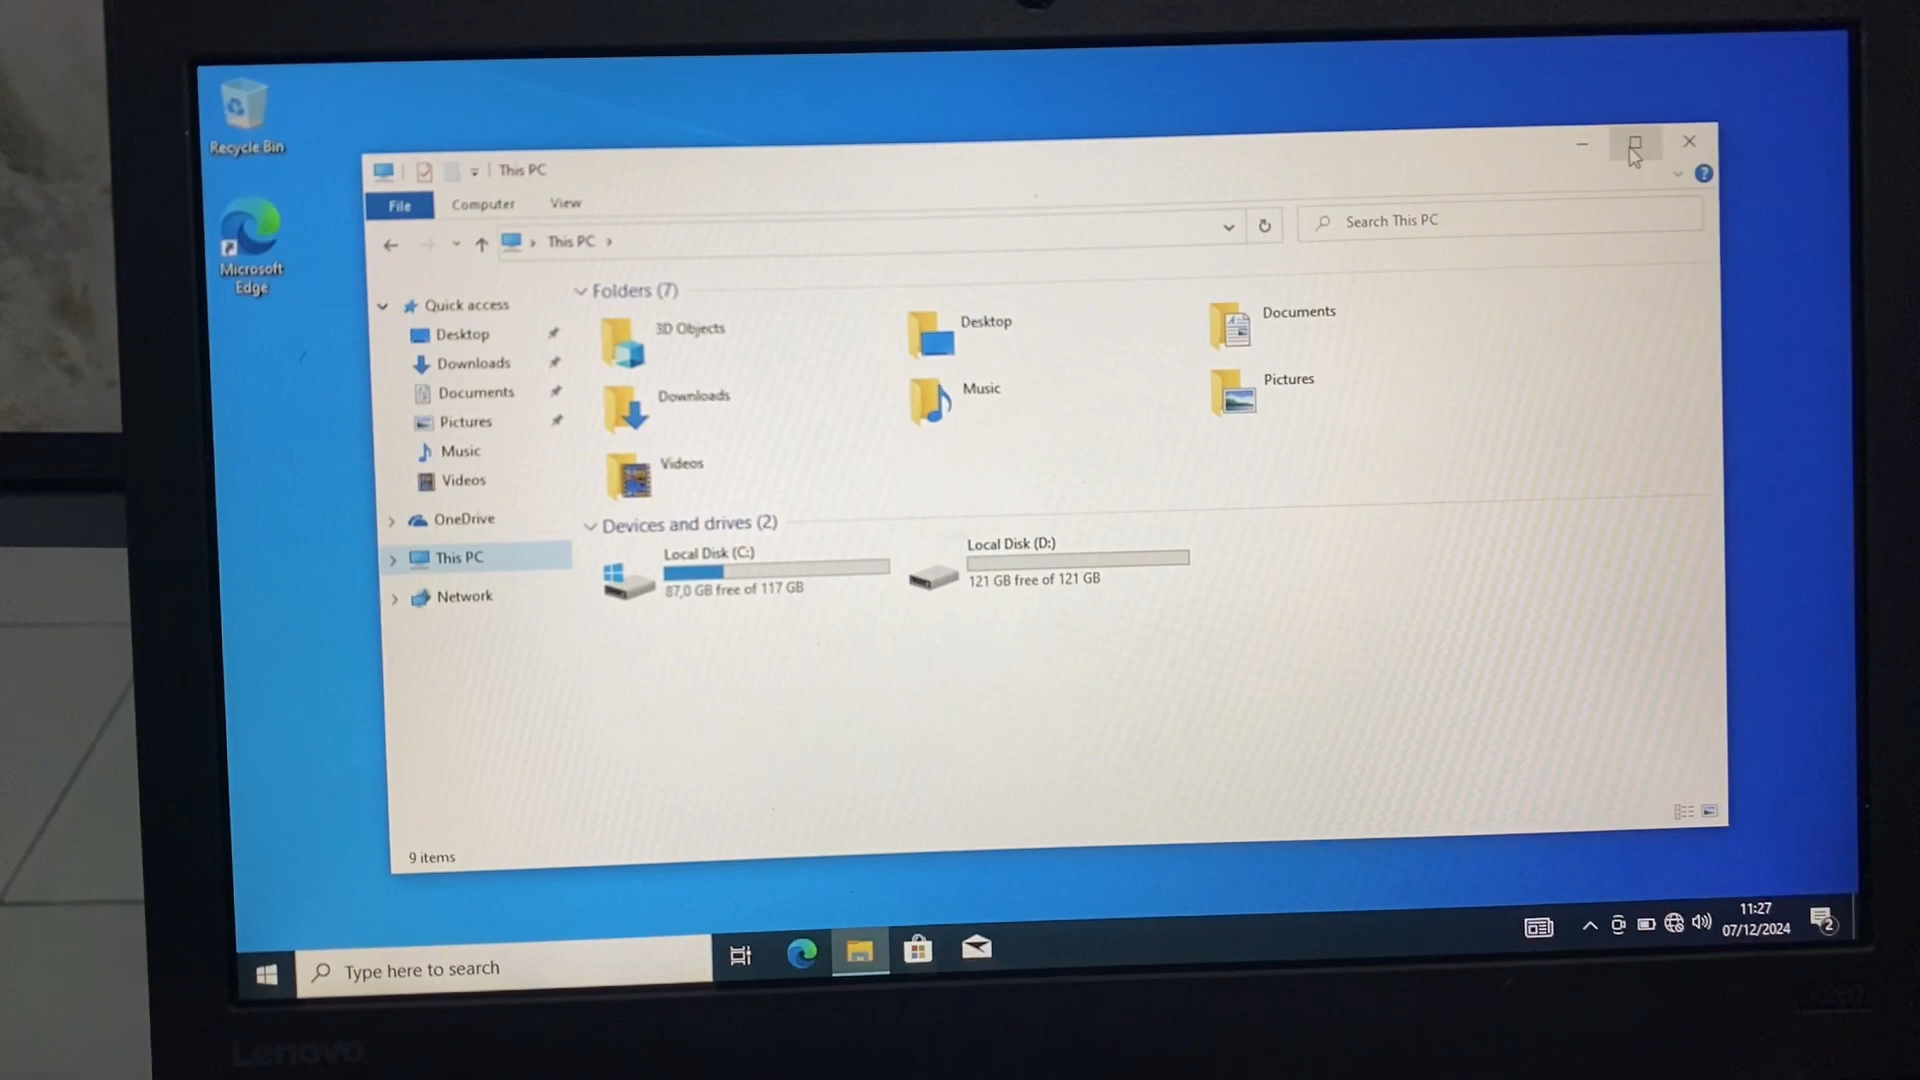 Recycle Bin
Microsoft
Edge
This PC
File
Computer
View
This PC
Search This PC
Quick access
Desktop
Downloads
Documents
Pictures
Music
Videos
OneDrive
This PC
Network
Folders (7)
3D Objects
Desktop
Documents
Downloads
Music
Pictures
Videos
Devices and drives (2)
Local Disk (C:)
87,0 GB free of 117 GB
Local Disk (D:)
121 GB free of 121 GB
9 items
Type here to search
11:27
07/12/2024
2
Lenovo